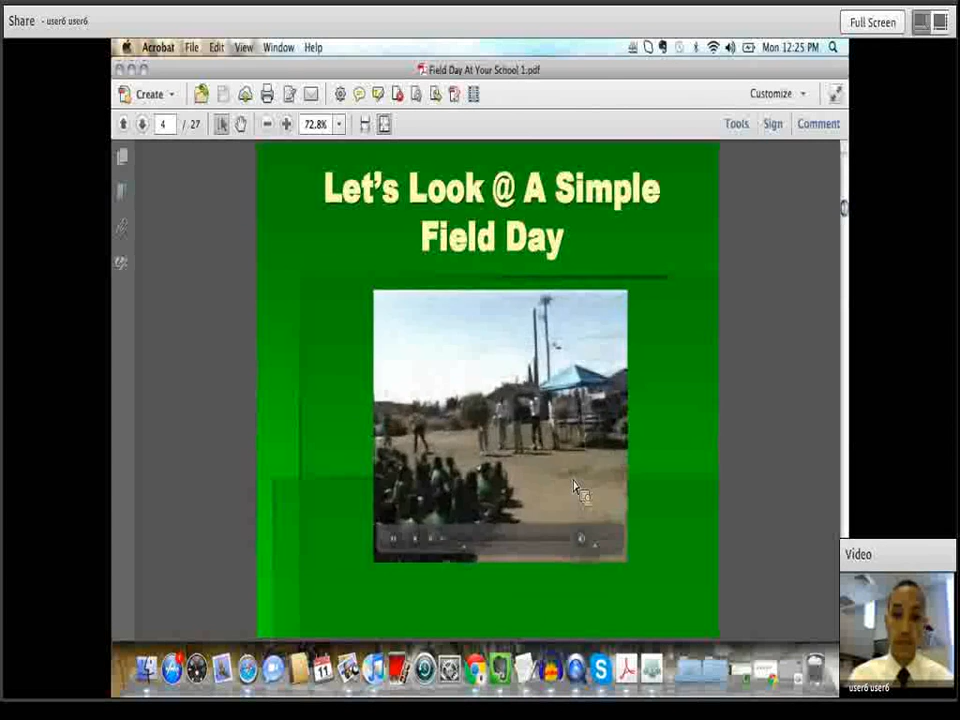 Share - user6 user6
Full Screen
Acrobat File Edit View Window Help
Mon 12:25 PM
Field Day At Your School 1.pdf
Create
Customize
4 / 27
72.8%
Tools Sign Comment
Let's Look @ A Simple
Field Day
Video
user6 user6
11